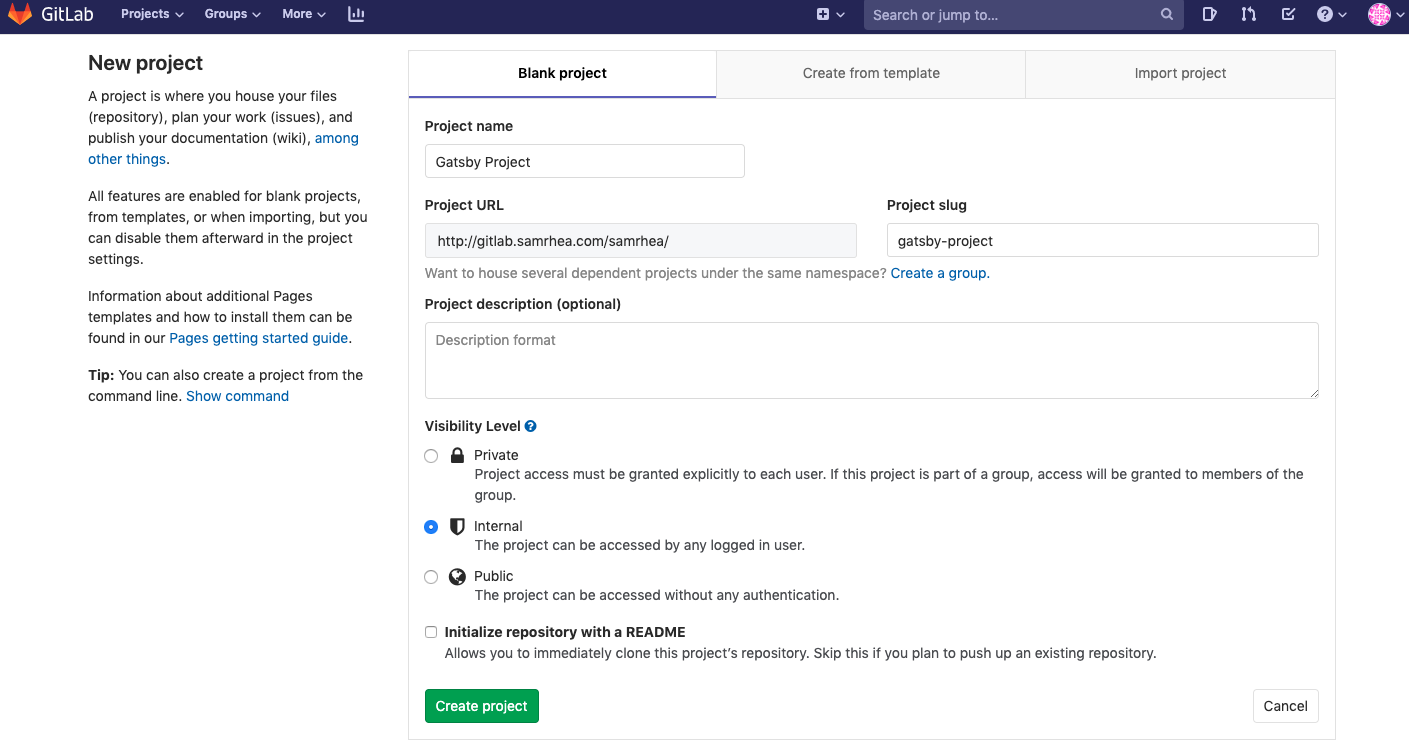 GitLab Projects Groups More Search or jump to...
New project
A project is where you house your files
(repository), plan your work (issues), and
publish your documentation (wiki), among
other things.
All features are enabled for blank projects,
from templates, or when importing, but you
can disable them afterward in the project
settings.
Information about additional Pages
templates and how to install them can be
found in our Pages getting started guide.
Tip: You can also create a project from the
command line. Show command
Blank project Create from template Import project
Project name
Gatsby Project
Project URL Project slug
http://gitlab.samrhea.com/samrhea/ gatsby-project
Want to house several dependent projects under the same namespace? Create a group.
Project description (optional)
Description format
Visibility Level
Private
Project access must be granted explicitly to each user. If this project is part of a group, access will be granted to members of the
group.
Internal
The project can be accessed by any logged in user.
Public
The project can be accessed without any authentication.
Initialize repository with a README
Allows you to immediately clone this project’s repository. Skip this if you plan to push up an existing repository.
Create project Cancel